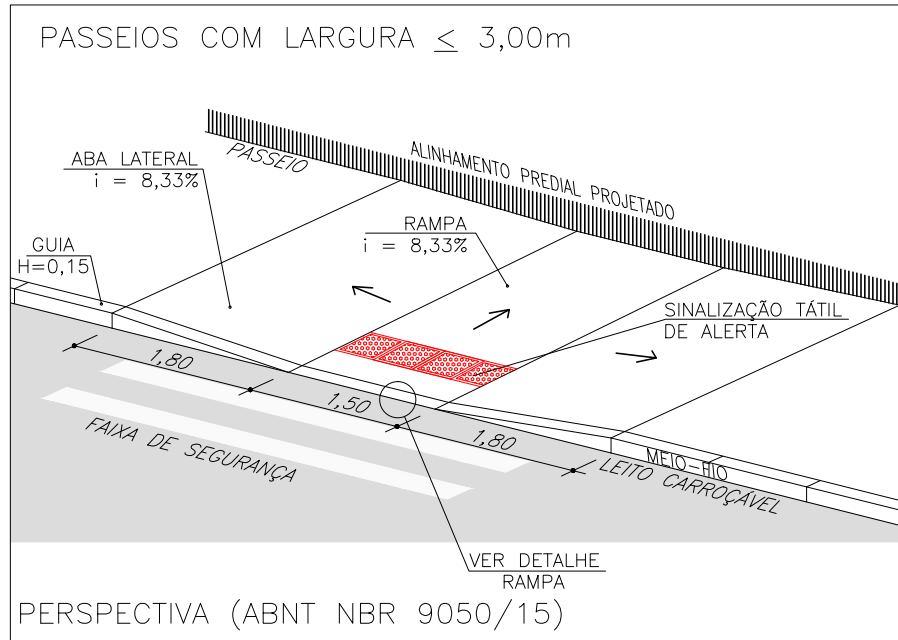 PASSEIOS COM LARGURA ≤ 3,00m
ALINHAMENTO PREDIAL PROJETADO
PASSEIO
ABA LATERAL
i = 8,33%
RAMPA
i = 8,33%
GUIA
H=0,15
SINALIZAÇÃO TÁTIL
DE ALERTA
1,80
1,50
1,80
FAIXA DE SEGURANÇA
MEIO-FIO
LEITO CARROÇÁVEL
VER DETALHE
RAMPA
PERSPECTIVA (ABNT NBR 9050/15)